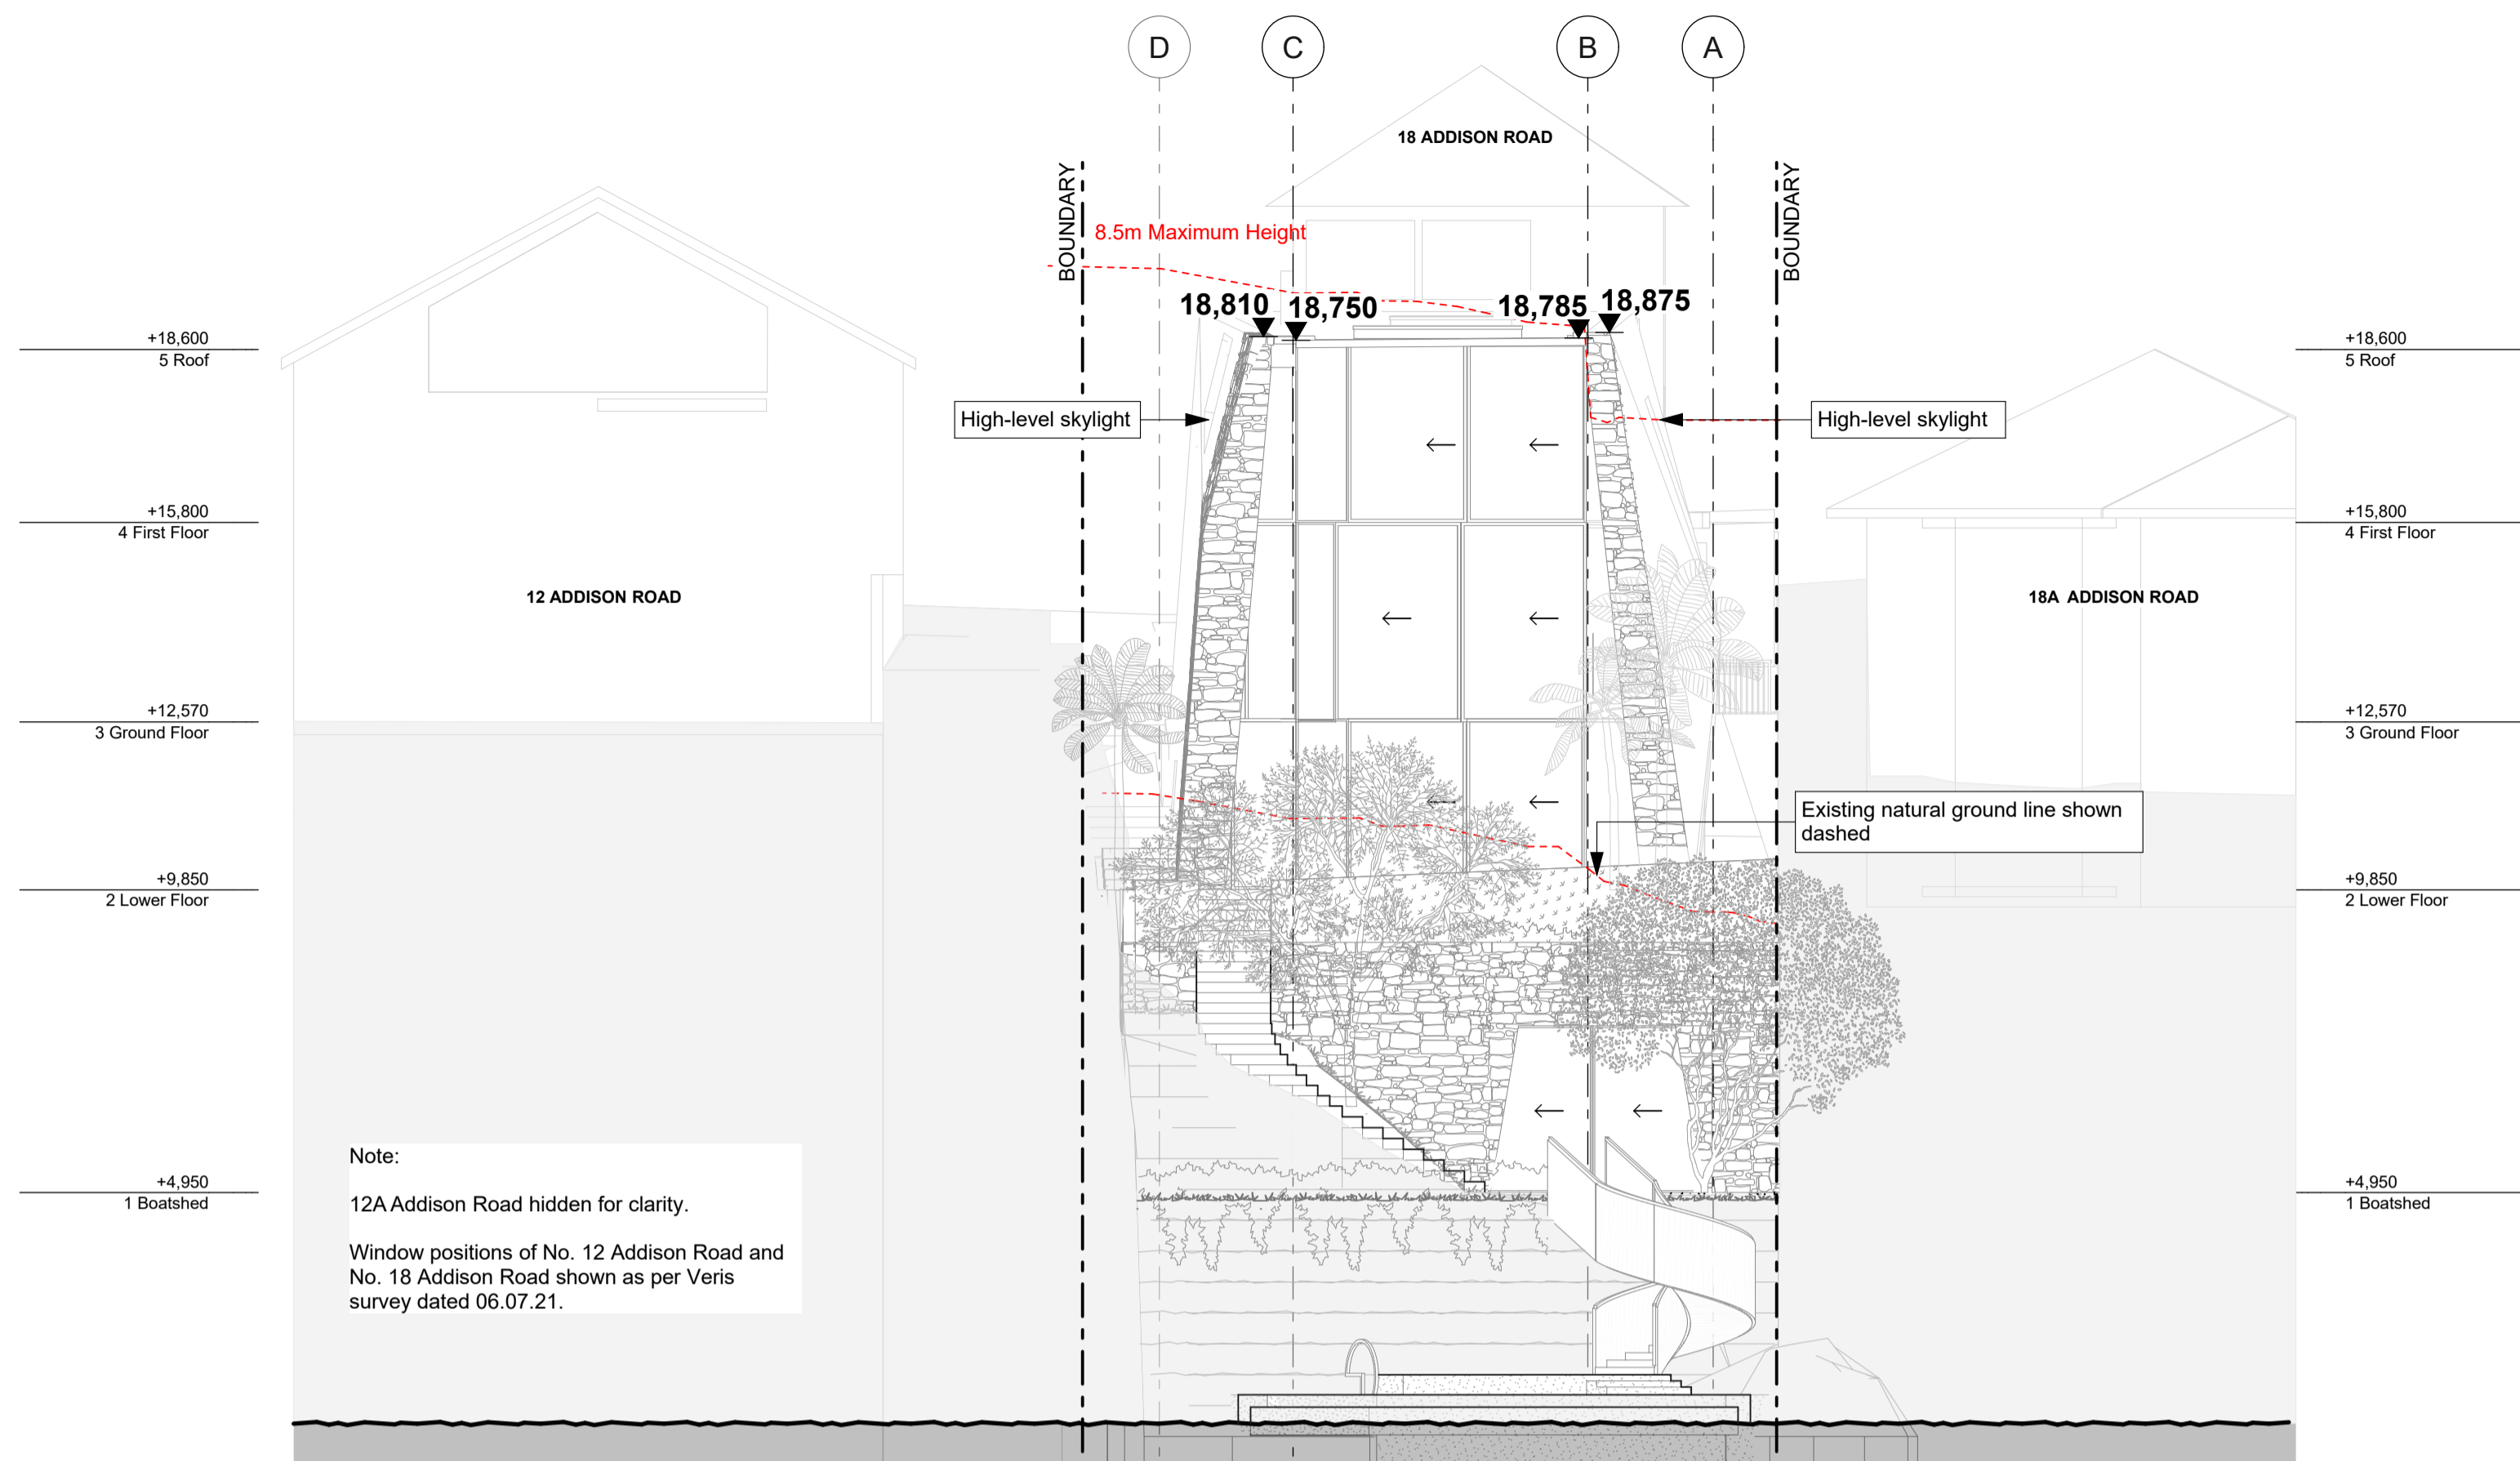 D
C
B
A
18 ADDISON ROAD
BOUNDARY
BOUNDARY
8.5m Maximum Height
18,810
18,750
18,785
18,875
+18,600
5 Roof
+18,600
5 Roof
High-level skylight
High-level skylight
+15,800
4 First Floor
+15,800
4 First Floor
12 ADDISON ROAD
18A ADDISON ROAD
+12,570
3 Ground Floor
+12,570
3 Ground Floor
Existing natural ground line shown
dashed
+9,850
2 Lower Floor
+9,850
2 Lower Floor
Note:
12A Addison Road hidden for clarity.
Window positions of No. 12 Addison Road and
No. 18 Addison Road shown as per Veris
survey dated 06.07.21.
+4,950
1 Boatshed
+4,950
1 Boatshed